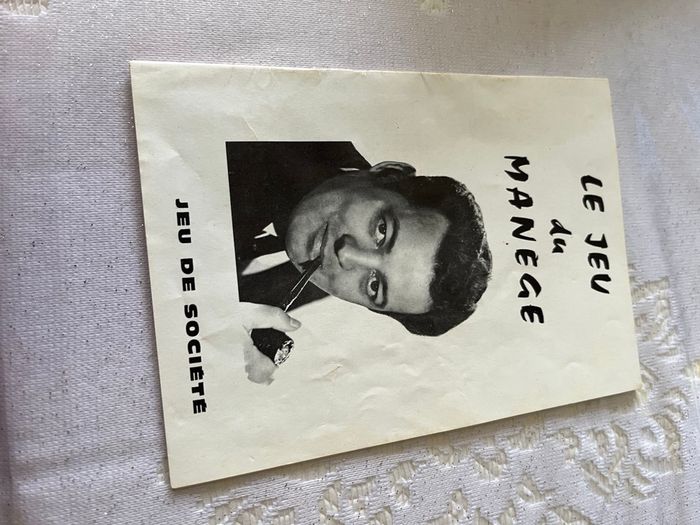 LE JEU
du
MANÈGE
JEU DE SOCIÉTÉ